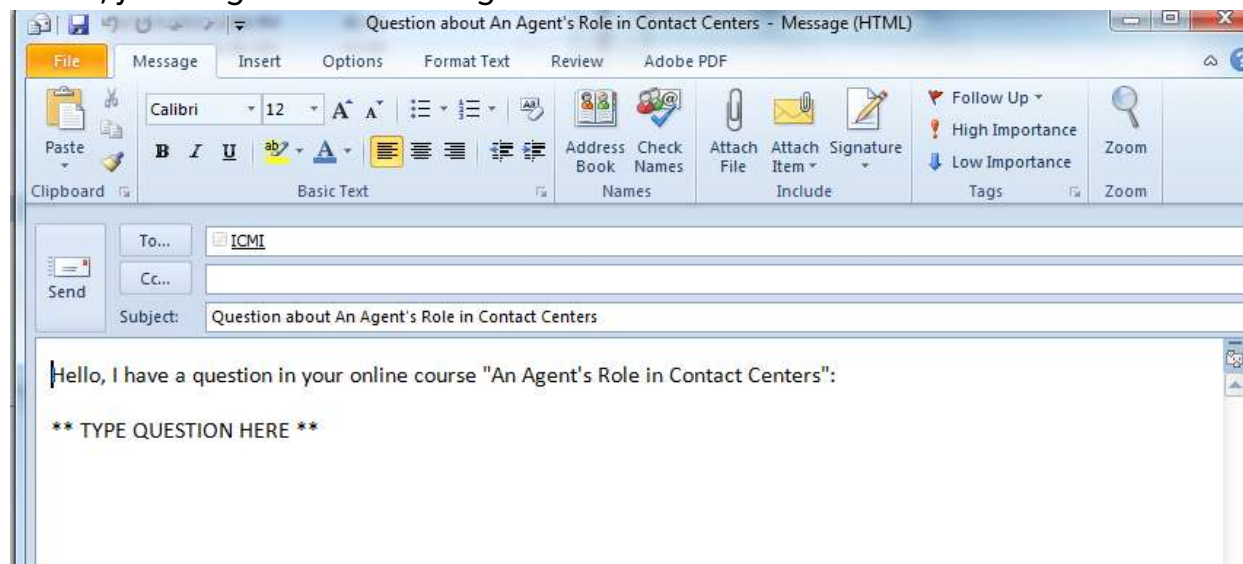 Question about An Agent's Role in Contact Centers - Message (HTML)
File Message Insert Options Format Text Review Adobe PDF
Calibri 12
Follow Up
High Importance
Low Importance
Paste
B I U
Address Book
Check Names
Attach File
Attach Item
Signature
Zoom
Clipboard Basic Text Names Include Tags Zoom
To... ICMI
Cc...
Send
Subject: Question about An Agent's Role in Contact Centers
Hello, I have a question in your online course "An Agent's Role in Contact Centers":
** TYPE QUESTION HERE **